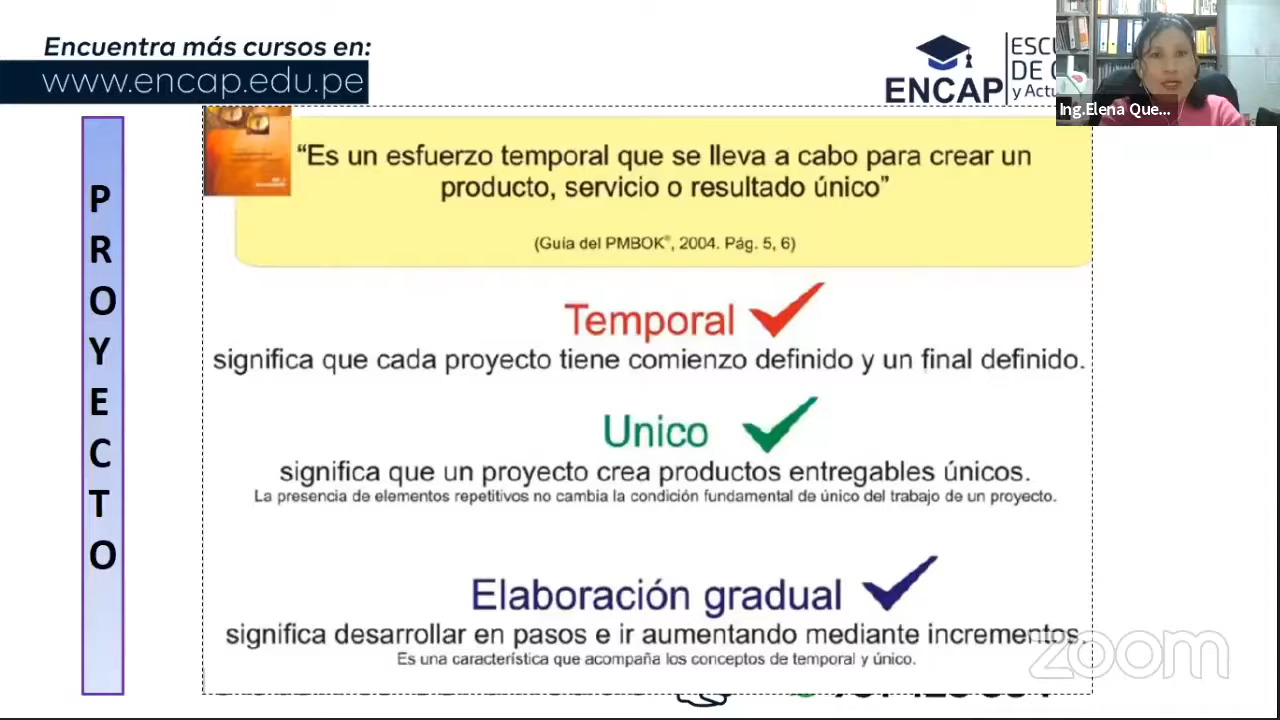 Encuentra más cursos en:
www.encap.edu.pe
ENCAP
DE
y Actu
Ing.Elena Que...
PROYECTO
“Es un esfuerzo temporal que se lleva a cabo para crear un
producto, servicio o resultado único”
(Guía del PMBOK®, 2004. Pág. 5, 6)
Temporal
significa que cada proyecto tiene comienzo definido y un final definido.
Unico
significa que un proyecto crea productos entregables únicos.
La presencia de elementos repetitivos no cambia la condición fundamental de único del trabajo de un proyecto.
Elaboración gradual
significa desarrollar en pasos e ir aumentando mediante incrementos.
Es una característica que acompaña los conceptos de temporal y único.
zoom